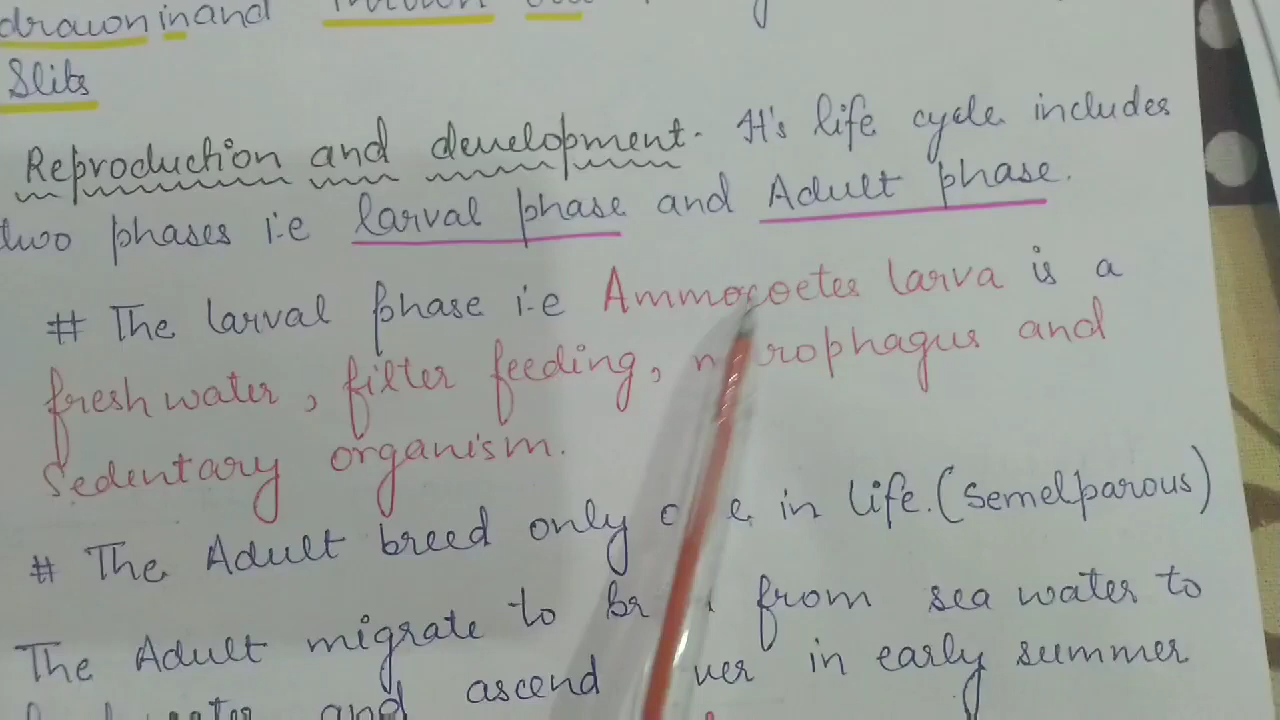 drawon in and
Slits
Reproduction and development. It's life cycle includes
two phases i.e larval phase and Adult phase.
# The larval phase i.e Ammocoetes larva is a
fresh water, filter feeding, and
Sedentary organism.
# The Adult breed only in life. (Semelparous)
The Adult migrate to from sea water to
and ascend in early summer